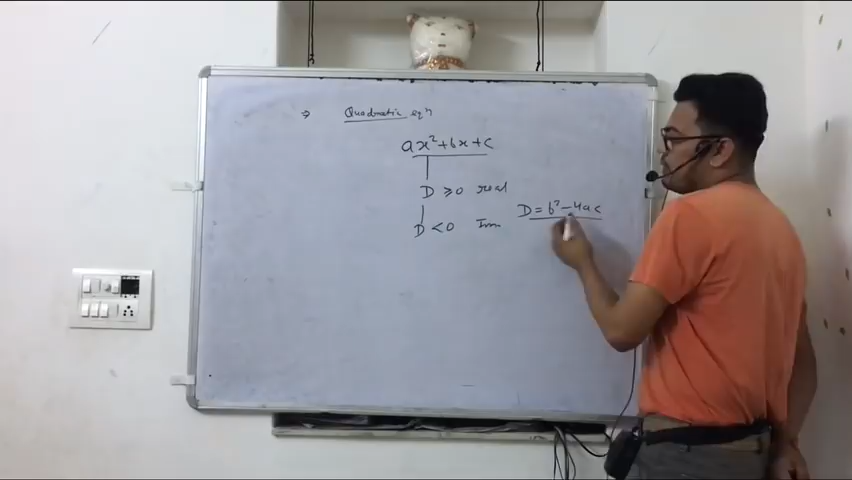 ⇒ Quadratic eqn
ax²+bx+c
D ≥0 real
D = b²-4ac
D <0 Im